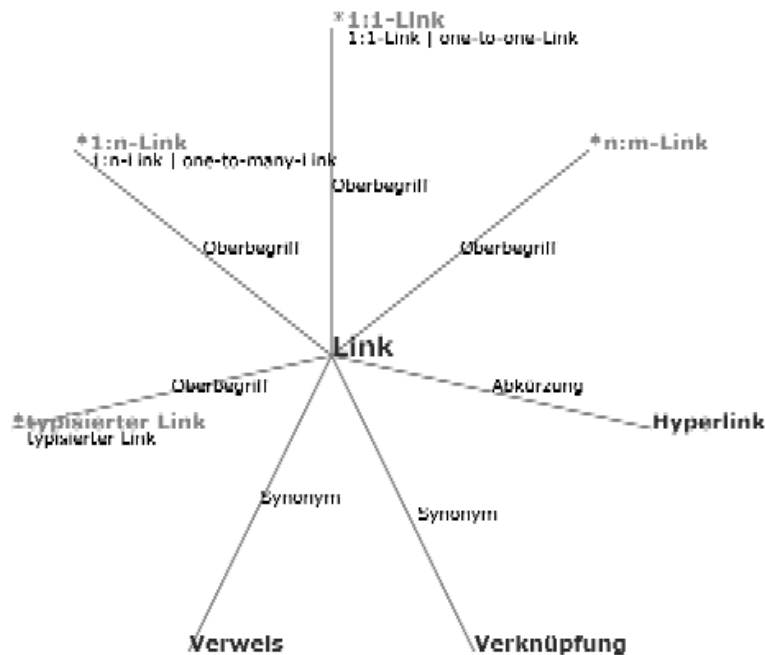 *1:1-Link
1:1-Link | one-to-one-Link
*1:n-Link
1:n-Link | one-to-many-Link
*n:m-Link
Oberbegriff
Oberbegriff
Oberbegriff
Link
Oberbegriff
Abkürzung
*typisierter Link
typisierter Link
Hyperlink
Synonym
Synonym
Verweis
Verknüpfung